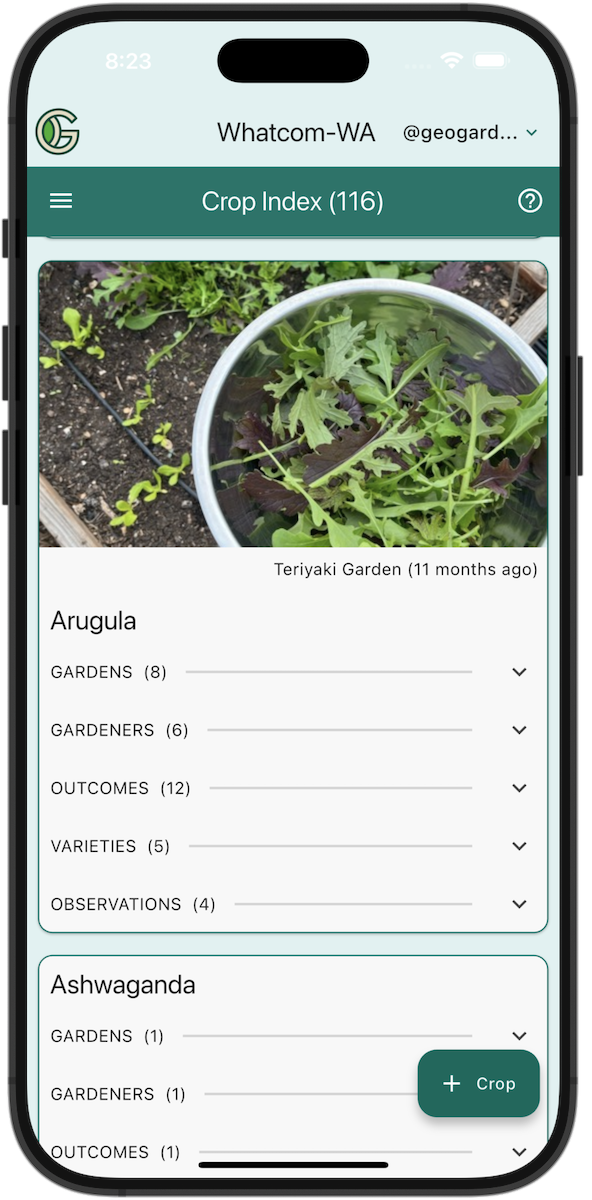 8:23
G
Whatcom-WA @geogard...
Crop Index (116)
Teriyaki Garden (11 months ago)
Arugula
GARDENS (8)
GARDENERS (6)
OUTCOMES (12)
VARIETIES (5)
OBSERVATIONS (4)
Ashwaganda
GARDENS (1)
GARDENERS (1)
+ Crop
OUTCOMES (1)